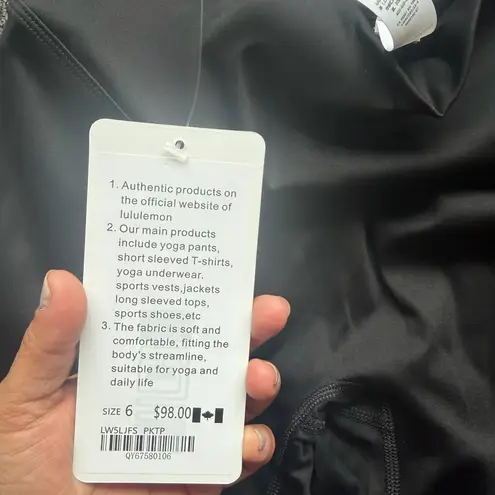 1. Authentic products on
the official website of
lululemon
2. Our main products
include yoga pants,
short sleeved T-shirts,
yoga underwear.
sports vests,jackets
long sleeved tops,
sports shoes,etc
3. The fabric is soft and
comfortable, fitting the
body's streamline,
suitable for yoga and
daily life
SIZE 6 $98.00
LW5LJFS PKTP
QY67580106